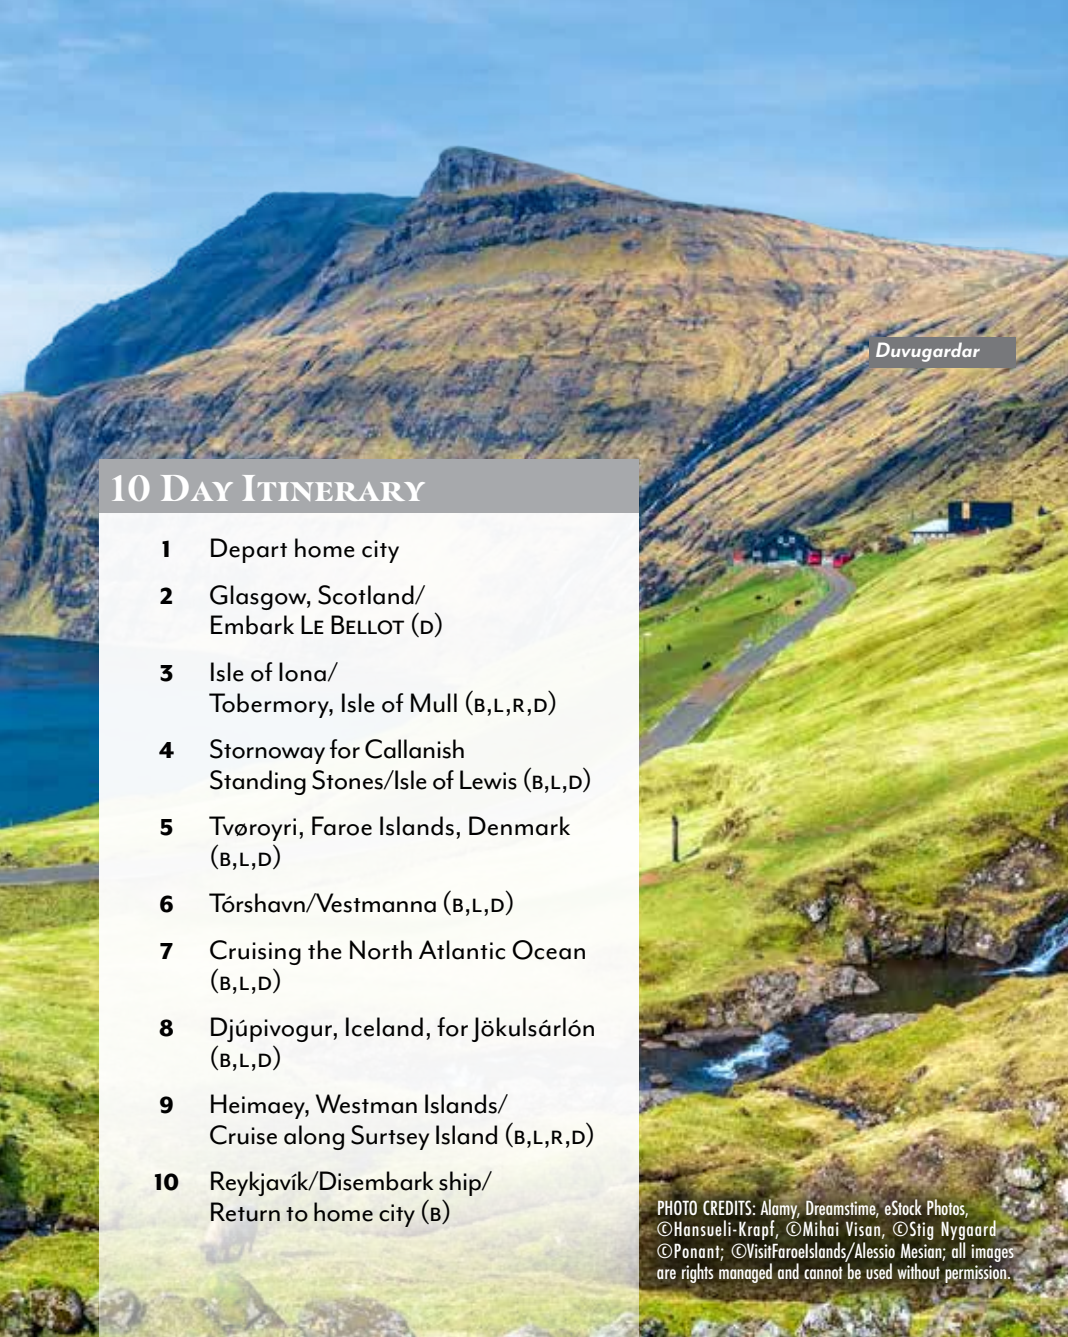 Duvugardar
10 Day Itinerary
1 Depart home city
2 Glasgow, Scotland/
Embark Le Bellot (D)
3 Isle of Iona/
Tobermory, Isle of Mull (B,L,R,D)
4 Stornoway for Callanish
Standing Stones/Isle of Lewis (B,L,D)
5 Tvøroyri, Faroe Islands, Denmark
(B,L,D)
6 Tórshavn/Vestmanna (B,L,D)
7 Cruising the North Atlantic Ocean
(B,L,D)
8 Djúpivogur, Iceland, for Jökulsárlón
(B,L,D)
9 Heimaey, Westman Islands/
Cruise along Surtsey Island (B,L,R,D)
10 Reykjavík/Disembark ship/
Return to home city (B)
PHOTO CREDITS: Alamy, Dreamstime, eStock Photos,
©Hansueli-Krapf, ©Mihai Visan, ©Stig Nygaard
©Ponant; ©VisitFaroeIslands/Alessio Mesian; all images
are rights managed and cannot be used without permission.